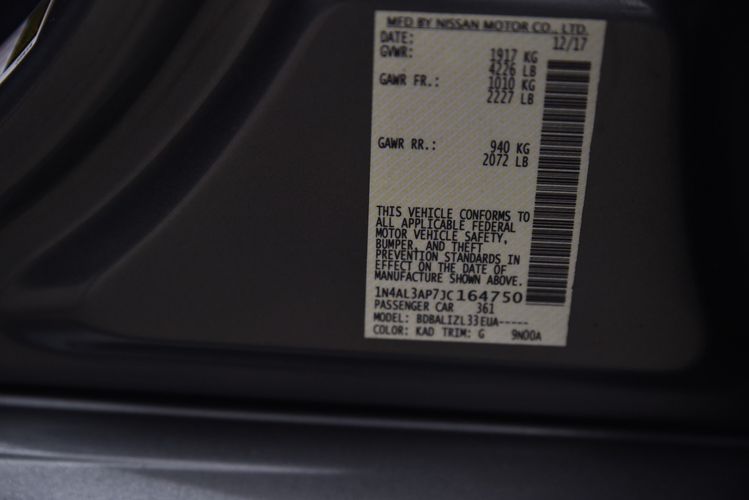 MFD BY NISSAN MOTOR CO., LTD.
DATE: 12/17
GVWR: 1917 KG
4226 LB
GAWR FR.: 1010 KG
2227 LB
GAWR RR.: 940 KG
2072 LB
THIS VEHICLE CONFORMS TO
ALL APPLICABLE FEDERAL
MOTOR VEHICLE SAFETY,
BUMPER, AND THEFT
PREVENTION STANDARDS IN
EFFECT ON THE DATE OF
MANUFACTURE SHOWN ABOVE.
1N4AL3AP7JC164750
PASSENGER CAR 361
MODEL: BDBALIZL33EUA-----
COLOR: KAD TRIM: G 9N00A